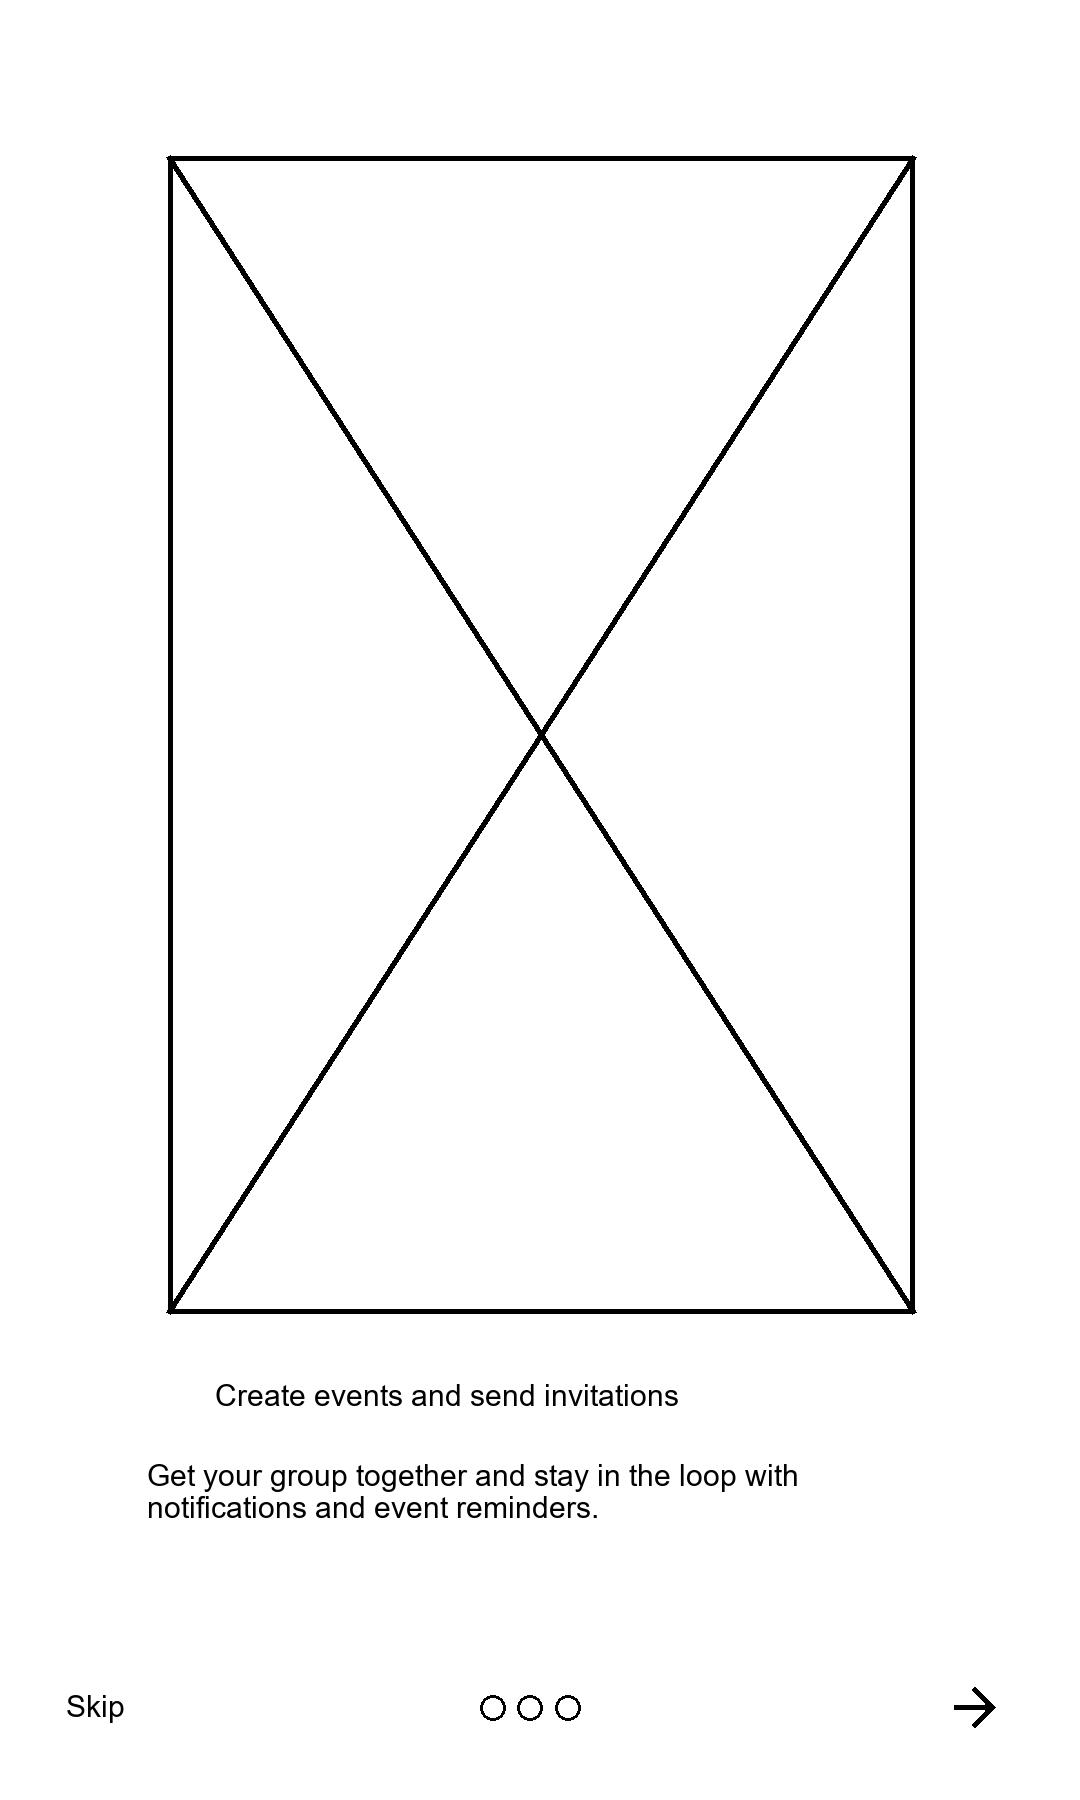 Create events and send invitations
Get your group together and stay in the loop with
notifications and event reminders.
Skip